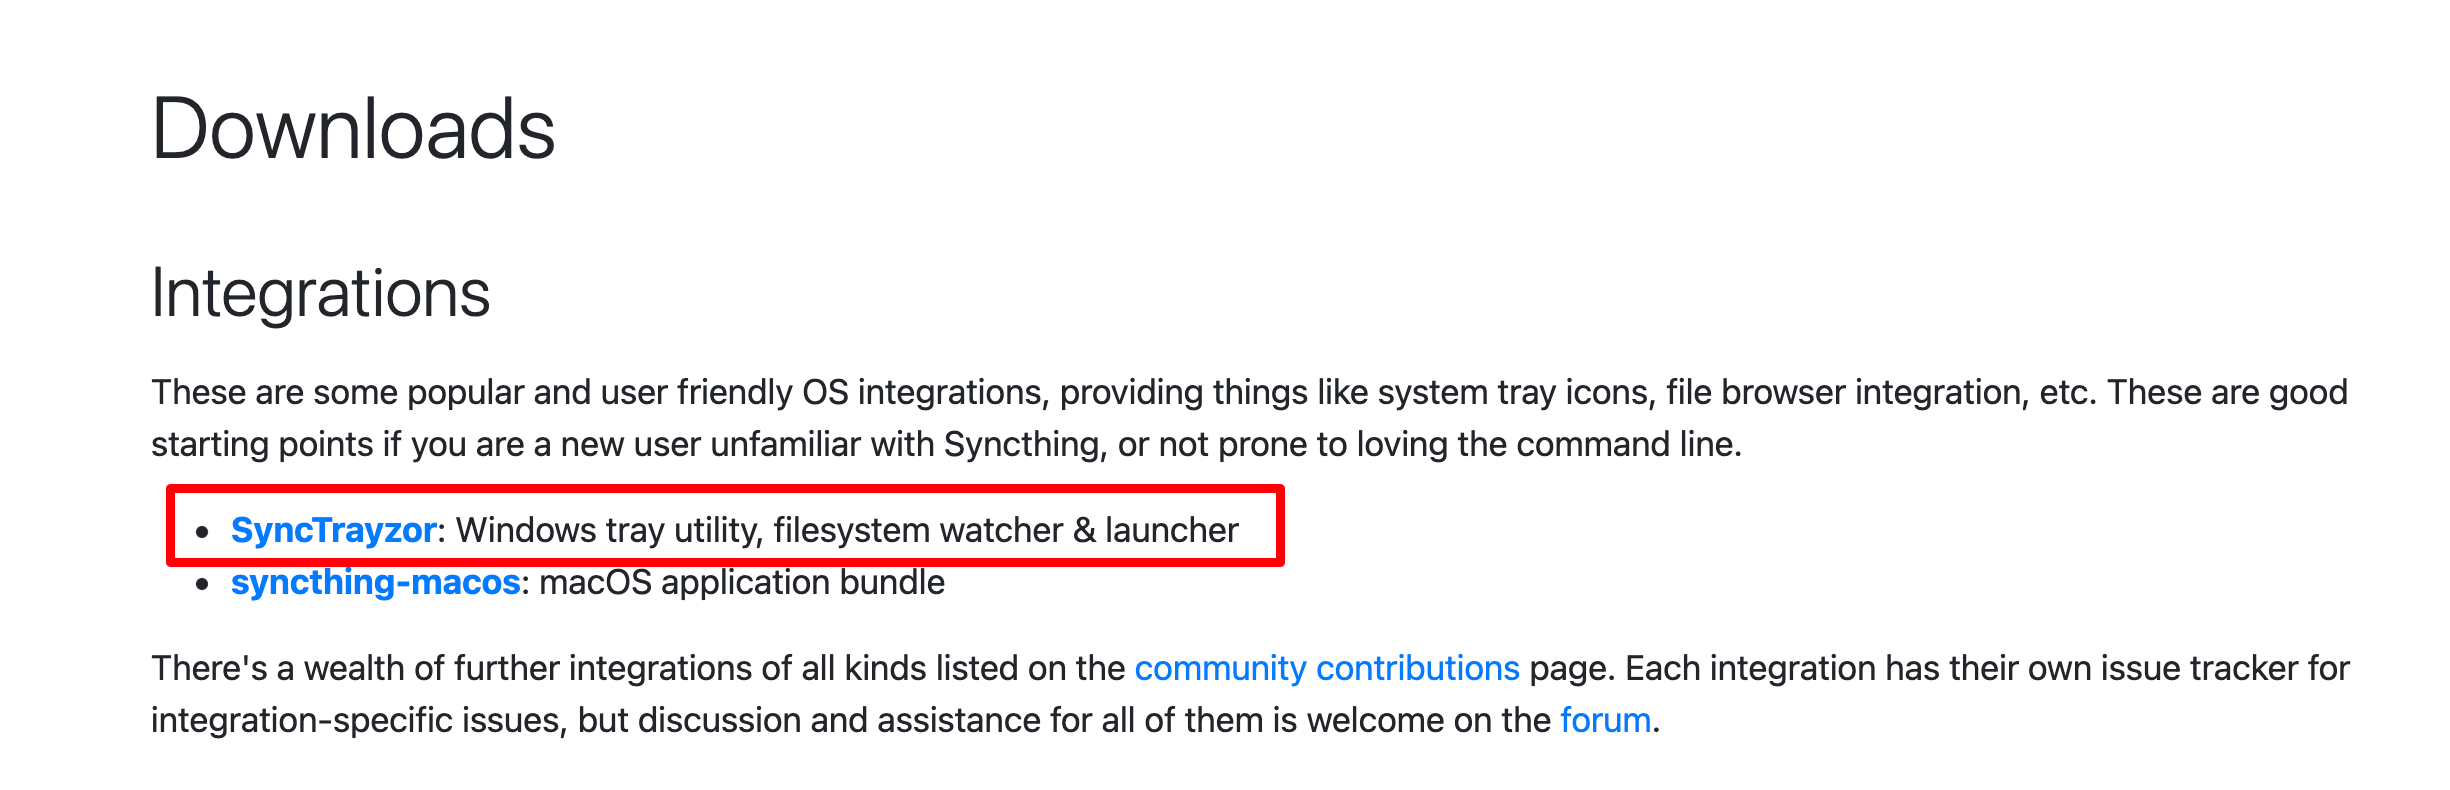 Downloads
Integrations
These are some popular and user friendly OS integrations, providing things like system tray icons, file browser integration, etc. These are good
starting points if you are a new user unfamiliar with Syncthing, or not prone to loving the command line.
• SyncTrayzor: Windows tray utility, filesystem watcher & launcher
• syncthing-macos: macOS application bundle
There's a wealth of further integrations of all kinds listed on the community contributions page. Each integration has their own issue tracker for
integration-specific issues, but discussion and assistance for all of them is welcome on the forum.